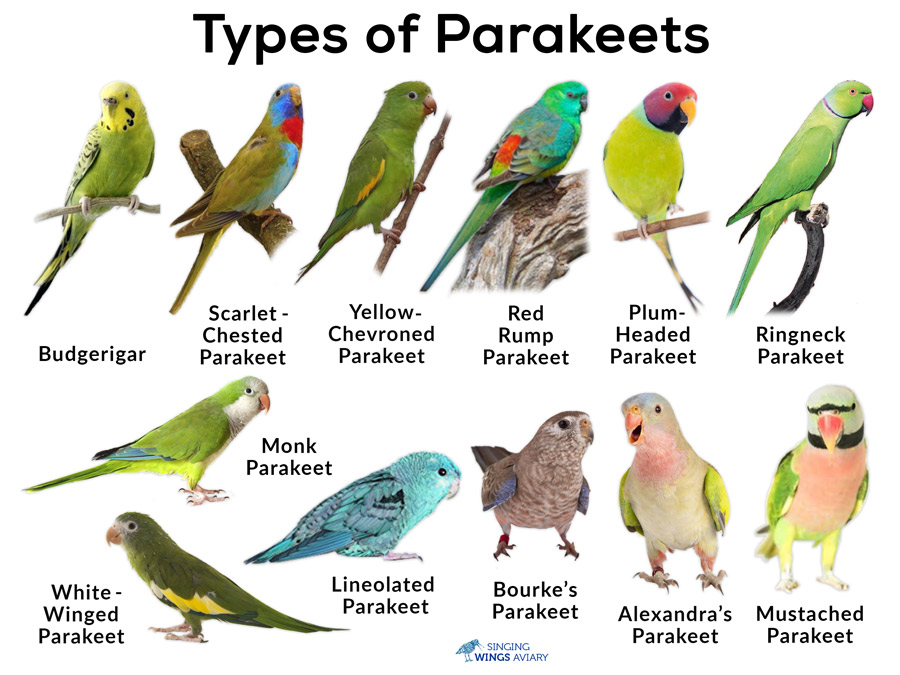 Types of Parakeets
Budgerigar
Scarlet -
Chested
Parakeet
Yellow-
Chevroned
Parakeet
Red
Rump
Parakeet
Plum-
Headed
Parakeet
Ringneck
Parakeet
Monk
Parakeet
White -
Winged
Parakeet
Lineolated
Parakeet
Bourke's
Parakeet
Alexandra's
Parakeet
Mustached
Parakeet
SINGING
WINGS AVIARY